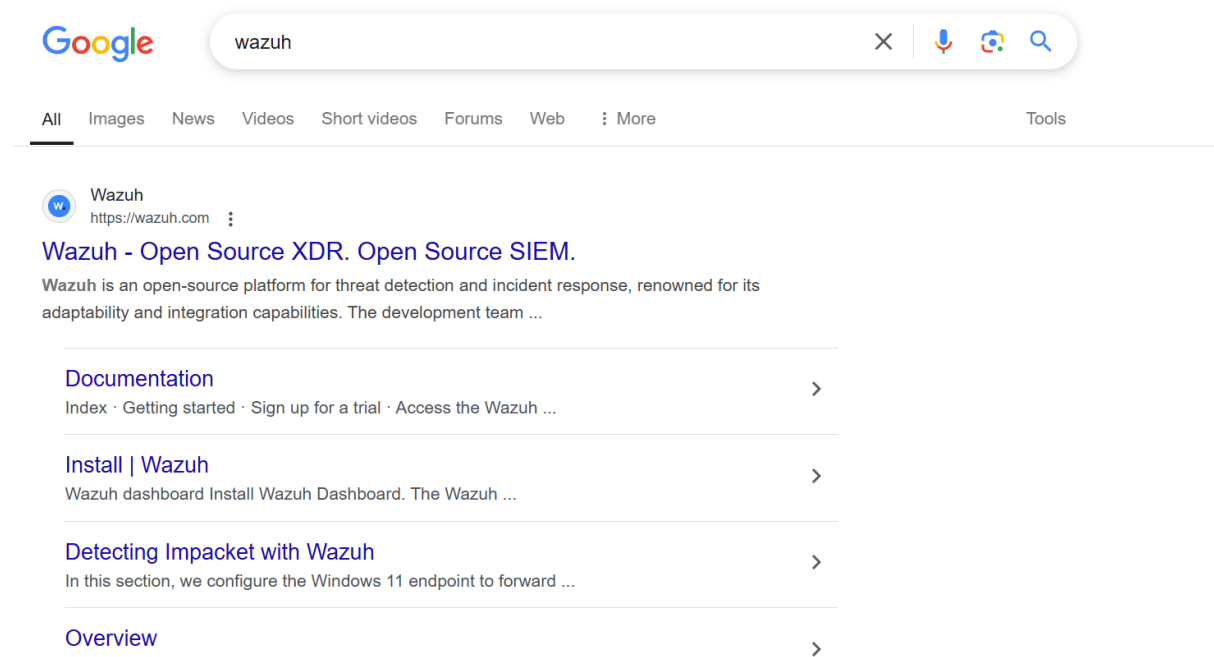 Google
wazuh
All Images News Videos Short videos Forums Web More Tools
w.
Wazuh
https://wazuh.com
Wazuh - Open Source XDR. Open Source SIEM.
Wazuh is an open-source platform for threat detection and incident response, renowned for its
adaptability and integration capabilities. The development team ...
Documentation
Index · Getting started · Sign up for a trial · Access the Wazuh ...
Install | Wazuh
Wazuh dashboard Install Wazuh Dashboard. The Wazuh ...
Detecting Impacket with Wazuh
In this section, we configure the Windows 11 endpoint to forward ...
Overview